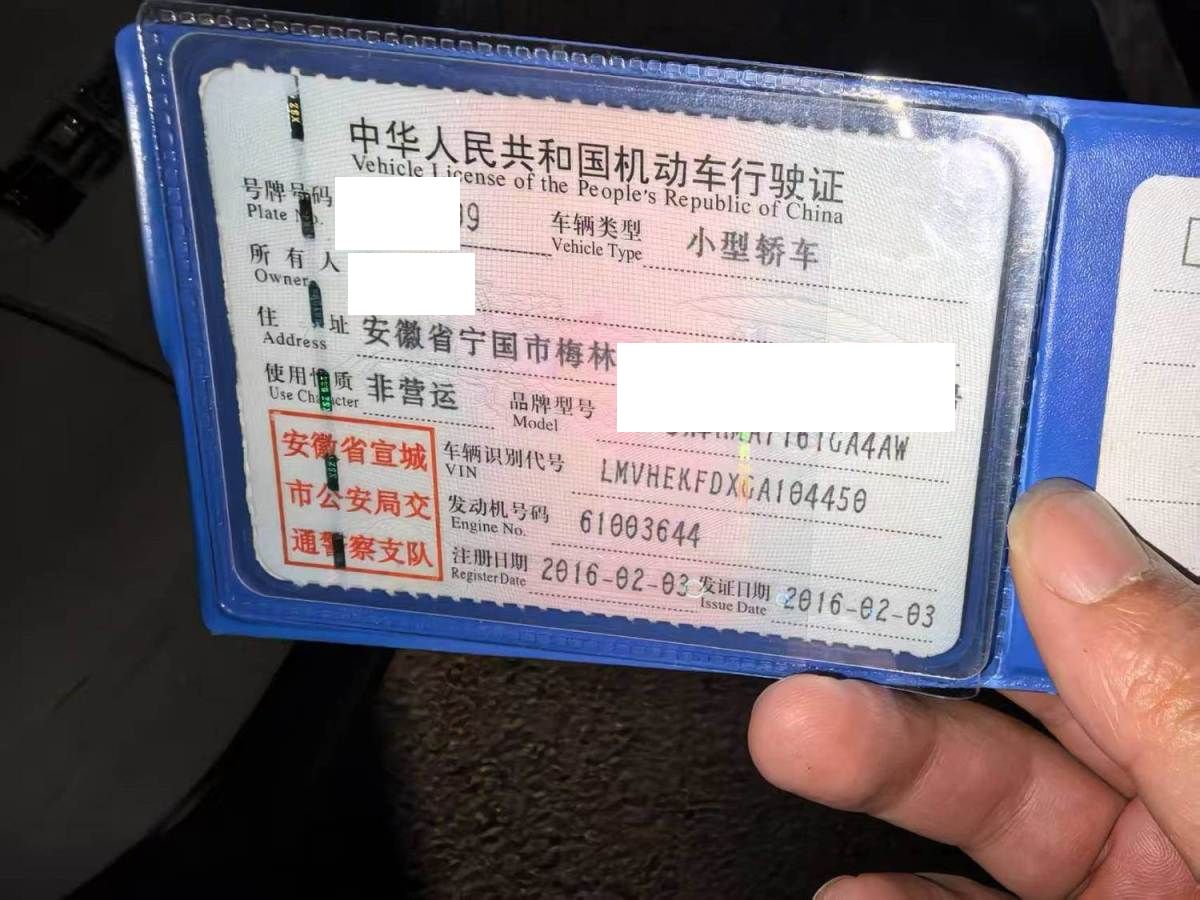 中华人民共和国机动车行驶证
Vehicle License of the People's Republic of China
号牌号码 99 车辆类型 小型轿车
Plate No. Vehicle Type
所有人
Owner
住址 安徽省宁国市梅林
Address
使用性质 非营运 品牌型号
Use Character Model
安徽省宣城
市公安局交
通警察支队
车辆识别代号 LMVHEKFDXGA104450
VIN
发动机号码 61003644
Engine No.
注册日期 2016-02-03 发证日期 2016-02-03
Register Date Issue Date